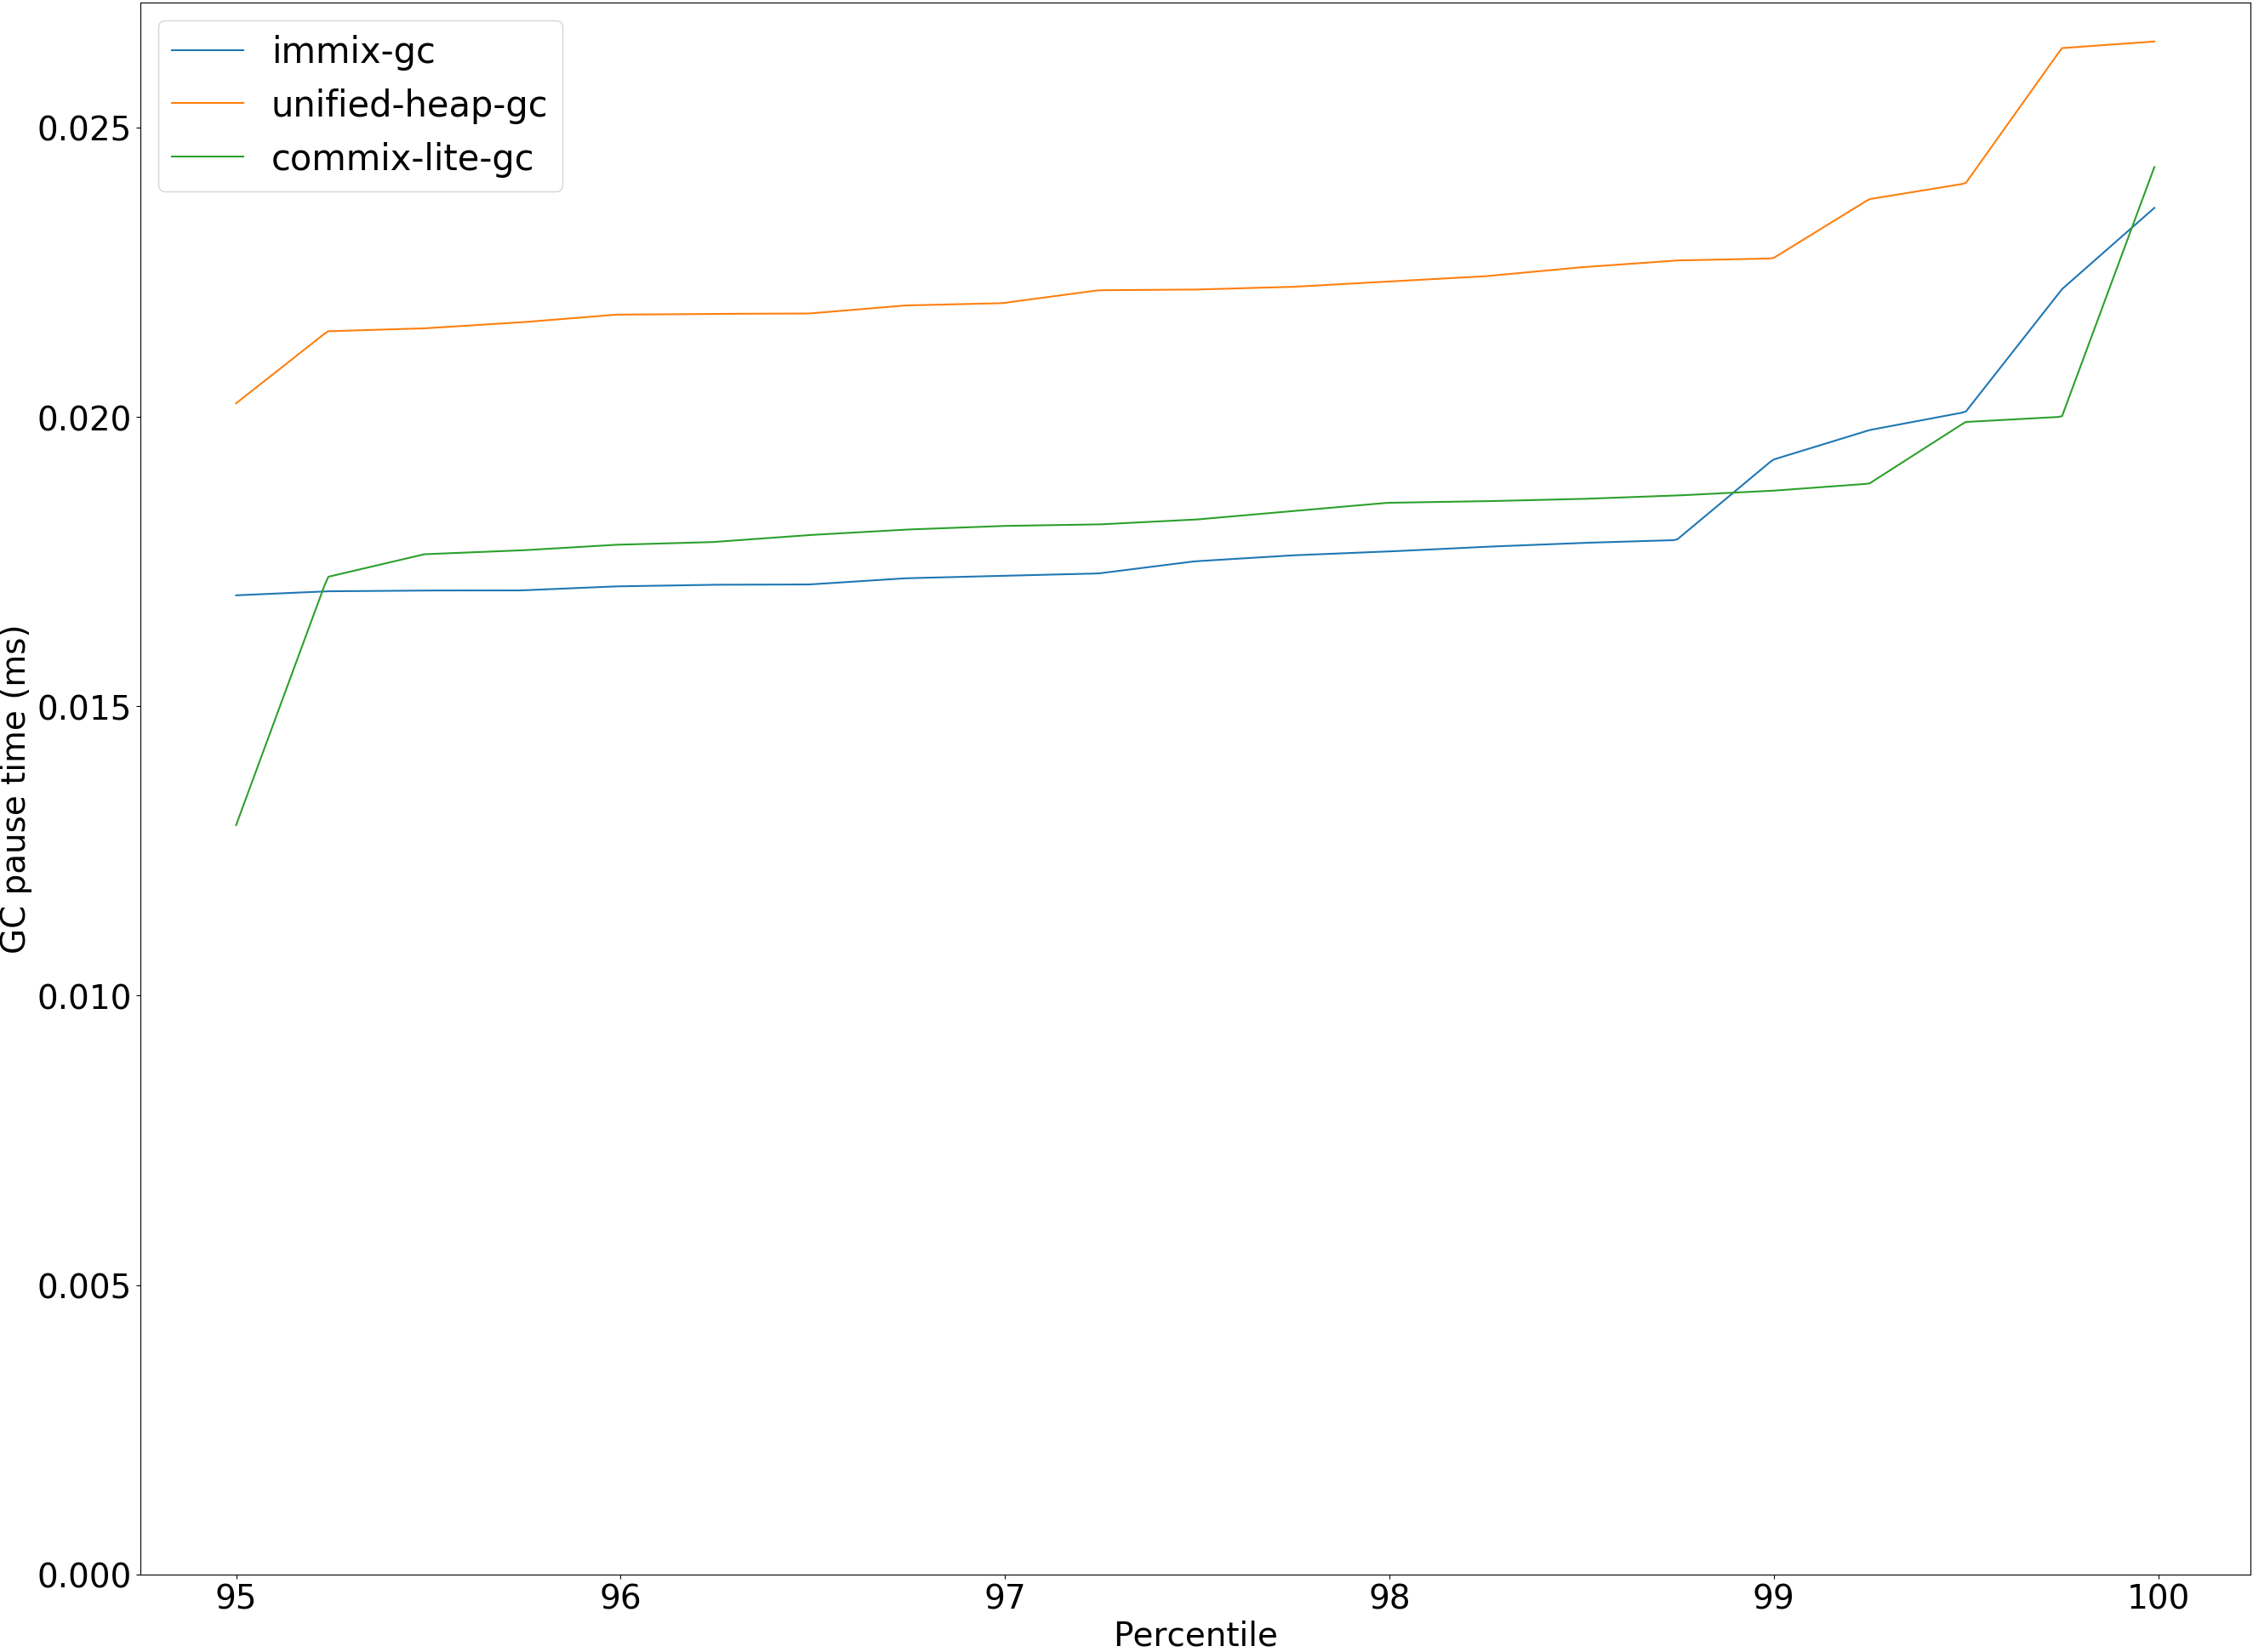 immix-gc
unified-heap-gc
commix-lite-gc
GC pause time (ms)
0.025
0.020
0.015
0.010
0.005
0.000
95 96 97 98 99 100
Percentile